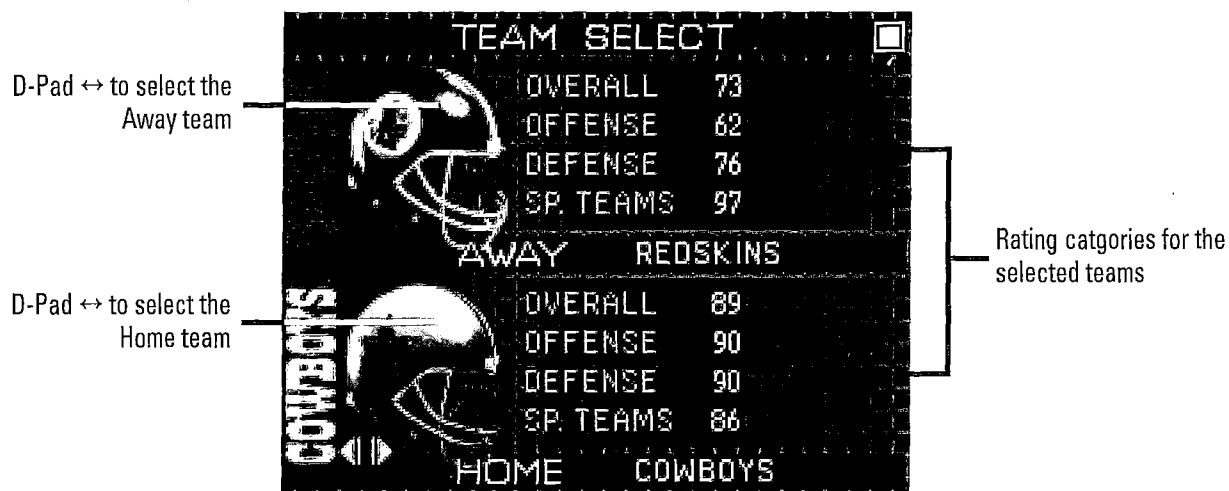 TEAM SELECT
D-Pad ↔ to select the
Away team
OVERALL 73
OFFENSE 62
DEFENSE 76
SP. TEAMS 97
AWAY REDSKINS
Rating catgories for the
selected teams
D-Pad ↔ to select the
Home team
COWBOYS
OVERALL 89
OFFENSE 90
DEFENSE 90
SP. TEAMS 86
HOME COWBOYS